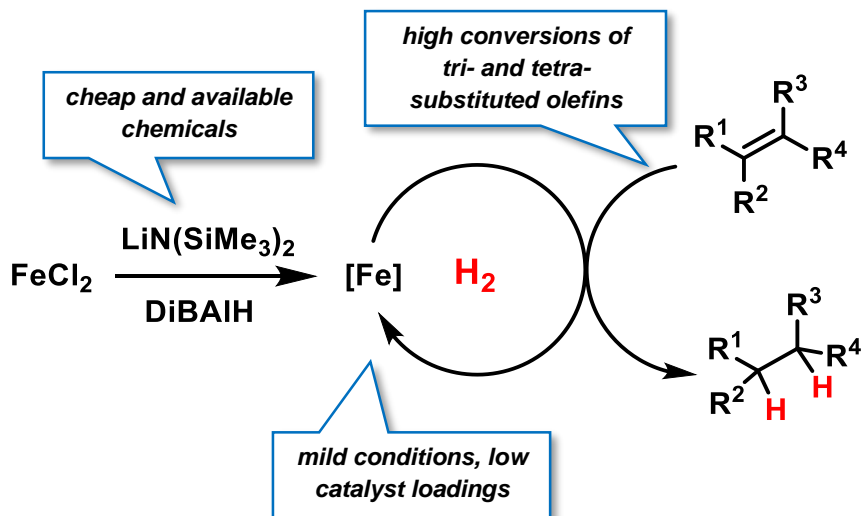 high conversions of
tri- and tetra-
substituted olefins
cheap and available
chemicals
R³
R¹
R⁴
R²
LiN(SiMe₃)₂
FeCl₂
[Fe]
H₂
DiBAlH
R³
R¹
R⁴
R²
H
H
mild conditions, low
catalyst loadings